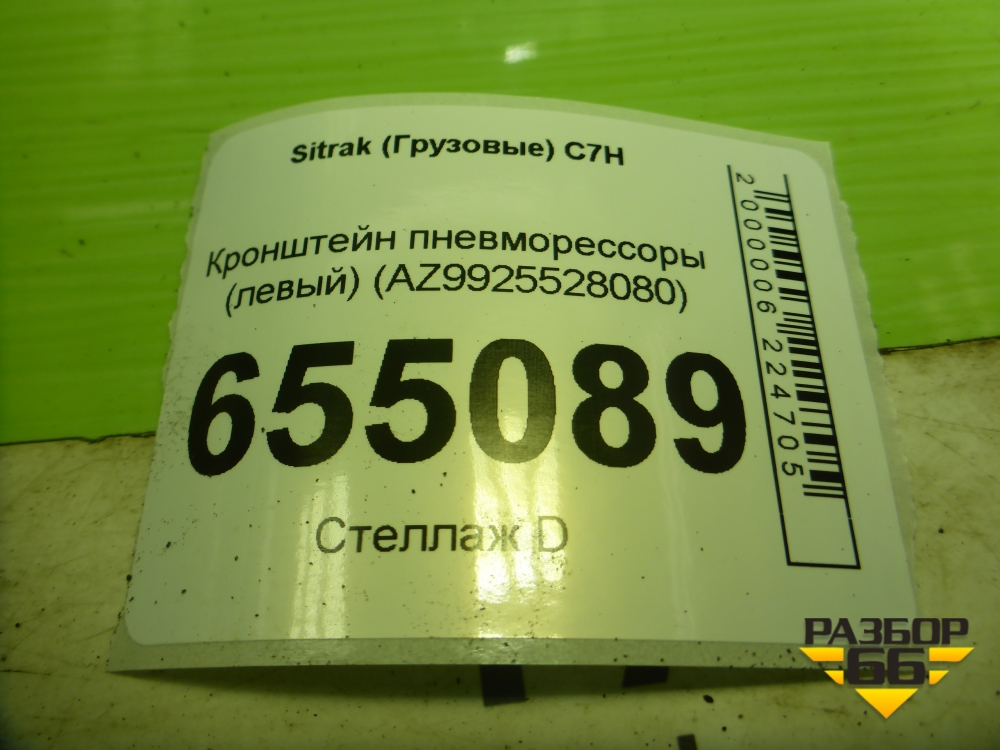 Sitrak (Грузовые) C7H
Кронштейн пневморессоры
(левый) (AZ9925528080)
655089
Стеллаж D
2000006224705
РАЗБОР
66